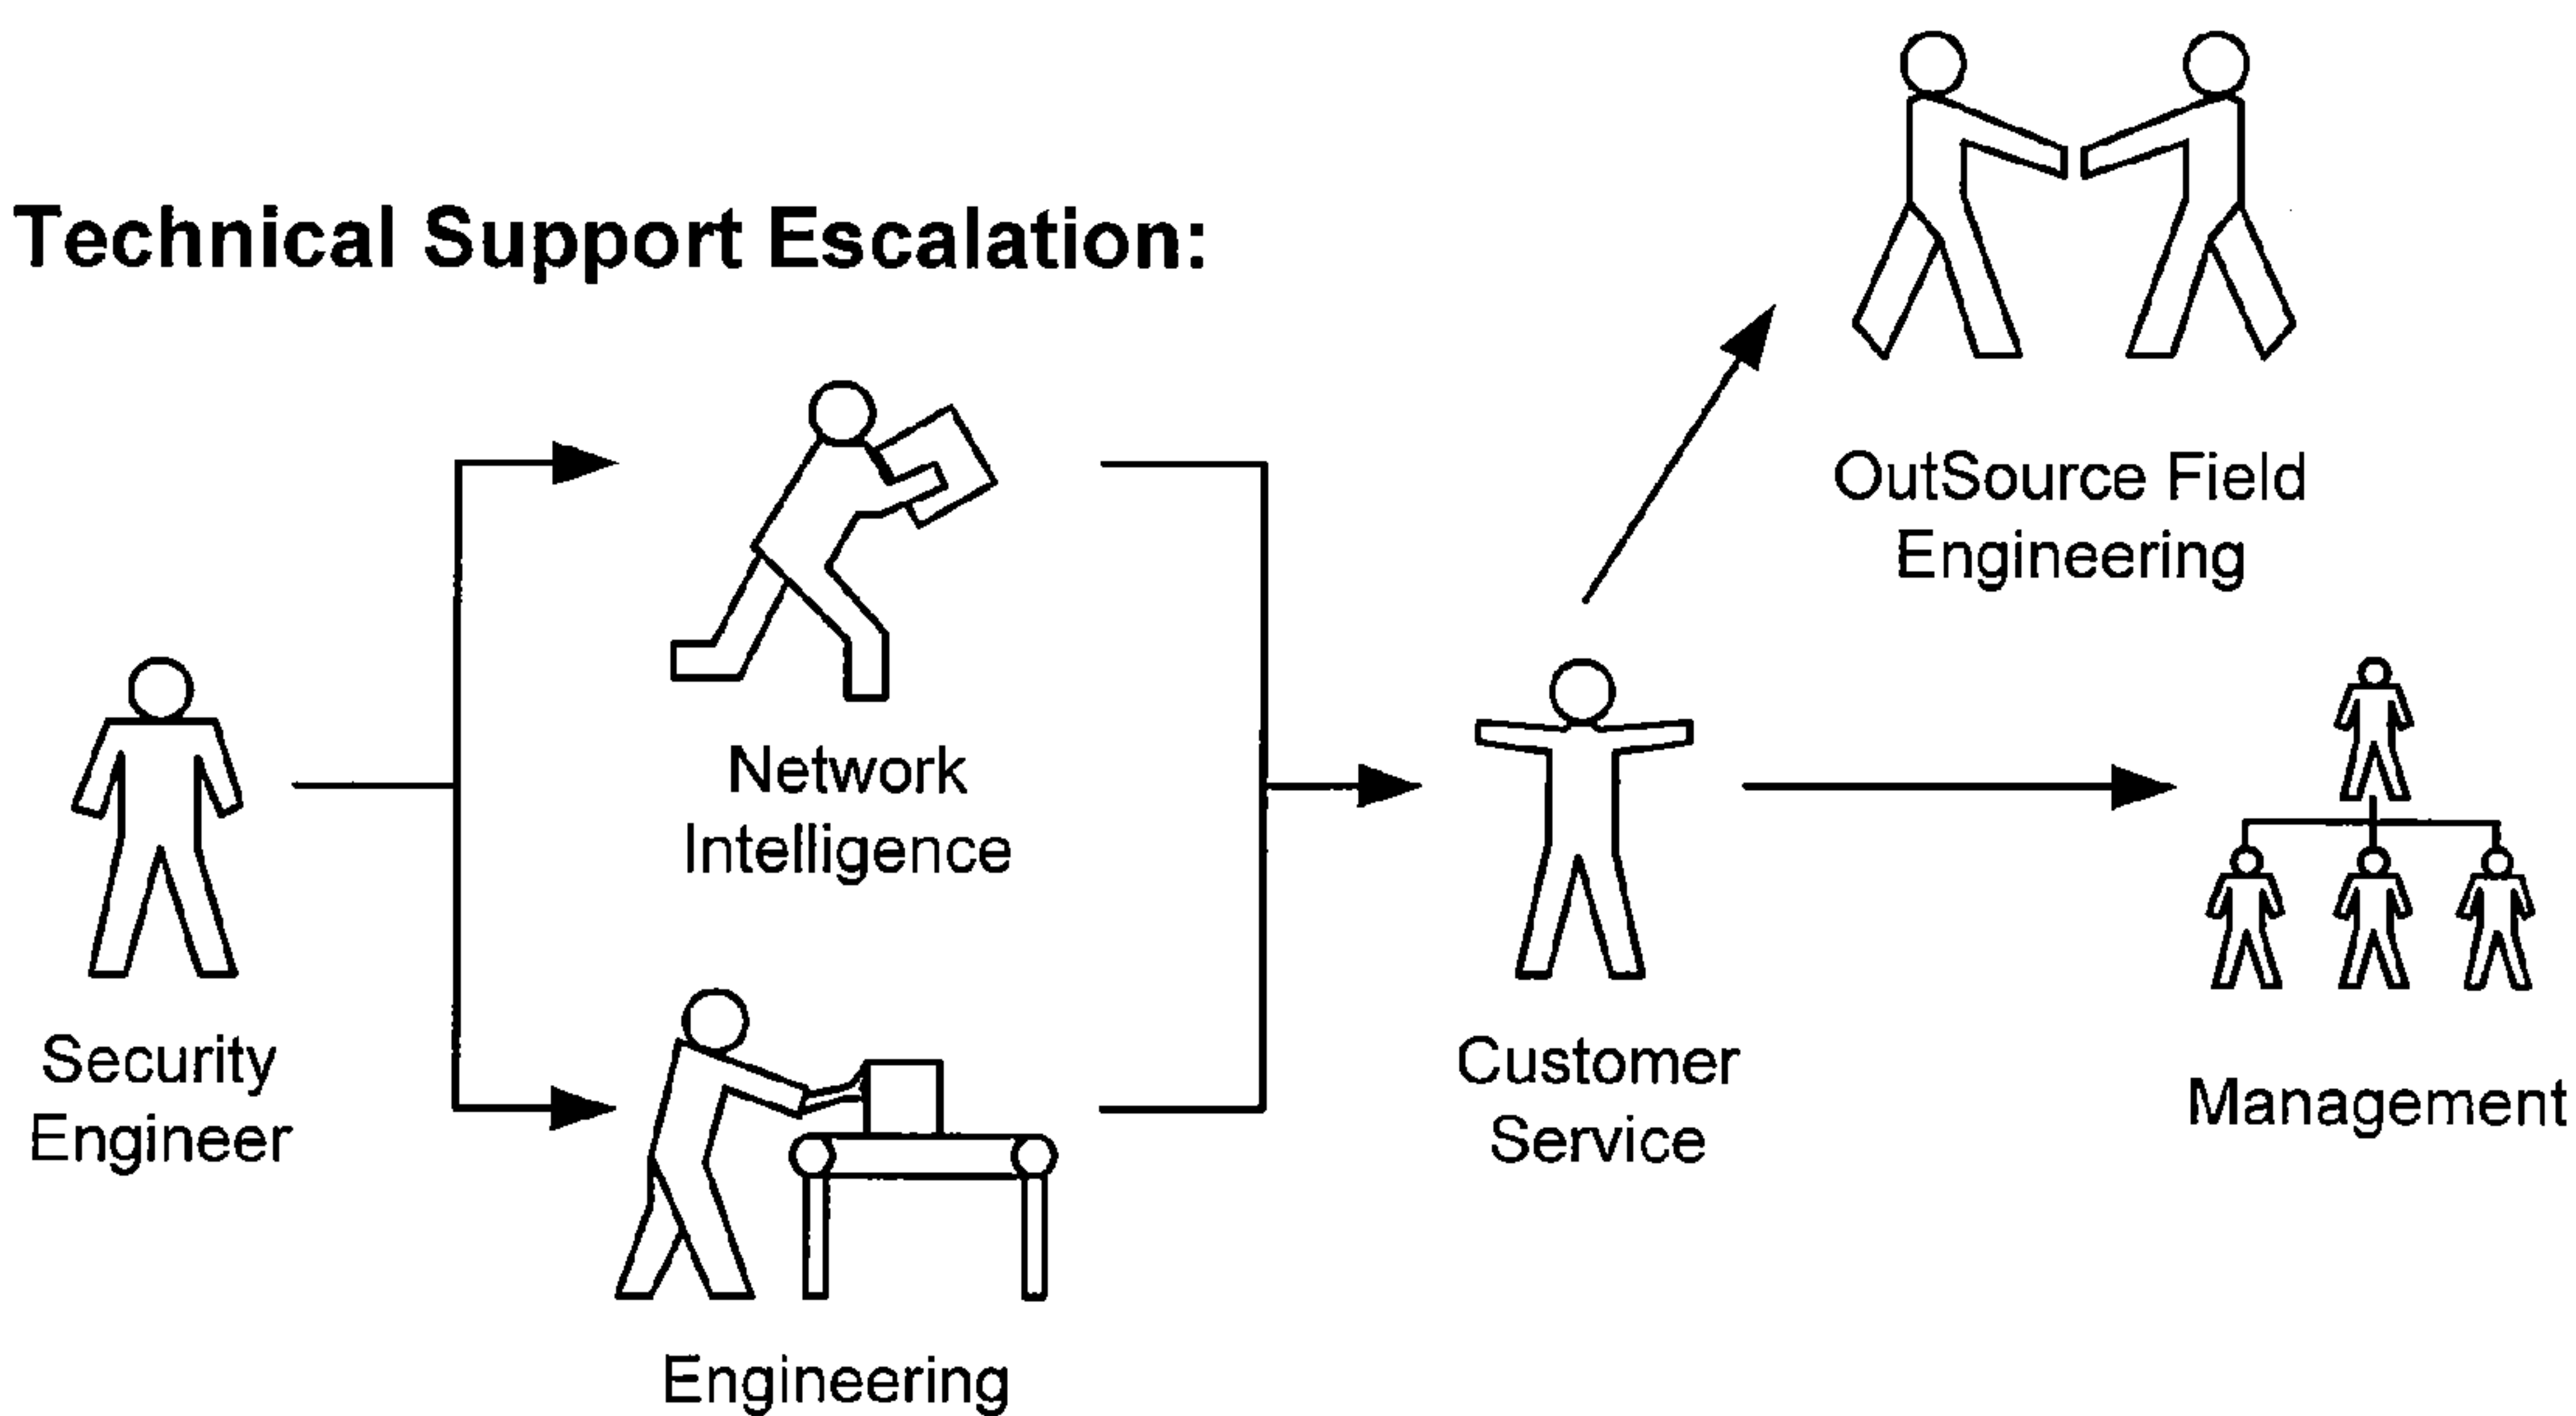 Technical Support Escalation:
OutSource Field
Engineering
Network
Intelligence
Security
Engineer
Customer
Service
Management
Engineering